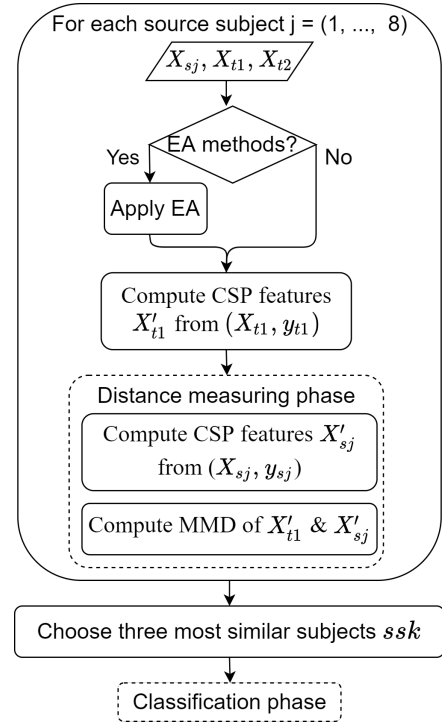 For each source subject j = (1, ..., 8)
X_{sj}, X_{t1}, X_{t2}
EA methods?
Yes
No
Apply EA
Compute CSP features
X'_{t1} from (X_{t1}, y_{t1})
Distance measuring phase
Compute CSP features X'_{sj}
from (X_{sj}, y_{sj})
Compute MMD of X'_{t1} & X'_{sj}
Choose three most similar subjects ssk
Classification phase